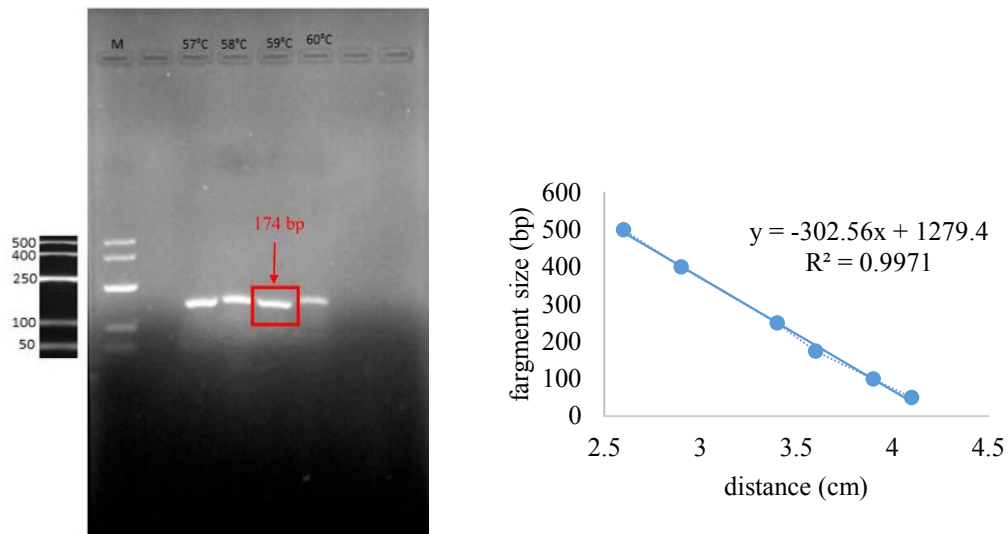 M 57°C 58°C 59°C 60°C
174 bp
500
400
250
100
50
600
500
400
300
200
100
0
fargment size (bp)
y = -302.56x + 1279.4
R² = 0.9971
2.5 3 3.5 4 4.5
distance (cm)